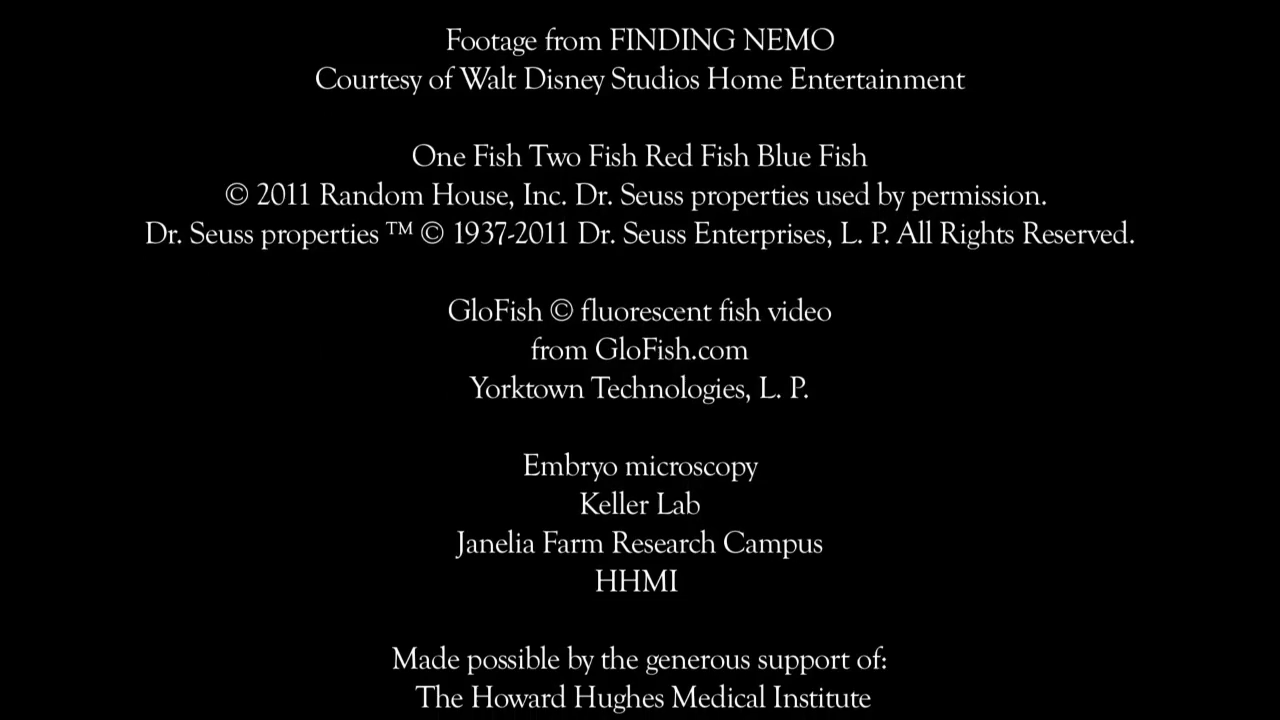 Footage from FINDING NEMO
Courtesy of Walt Disney Studios Home Entertainment
One Fish Two Fish Red Fish Blue Fish
© 2011 Random House, Inc. Dr. Seuss properties used by permission.
Dr. Seuss properties ™ © 1937-2011 Dr. Seuss Enterprises, L. P. All Rights Reserved.
GloFish © fluorescent fish video
from GloFish.com
Yorktown Technologies, L. P.
Embryo microscopy
Keller Lab
Janelia Farm Research Campus
HHMI
Made possible by the generous support of:
The Howard Hughes Medical Institute